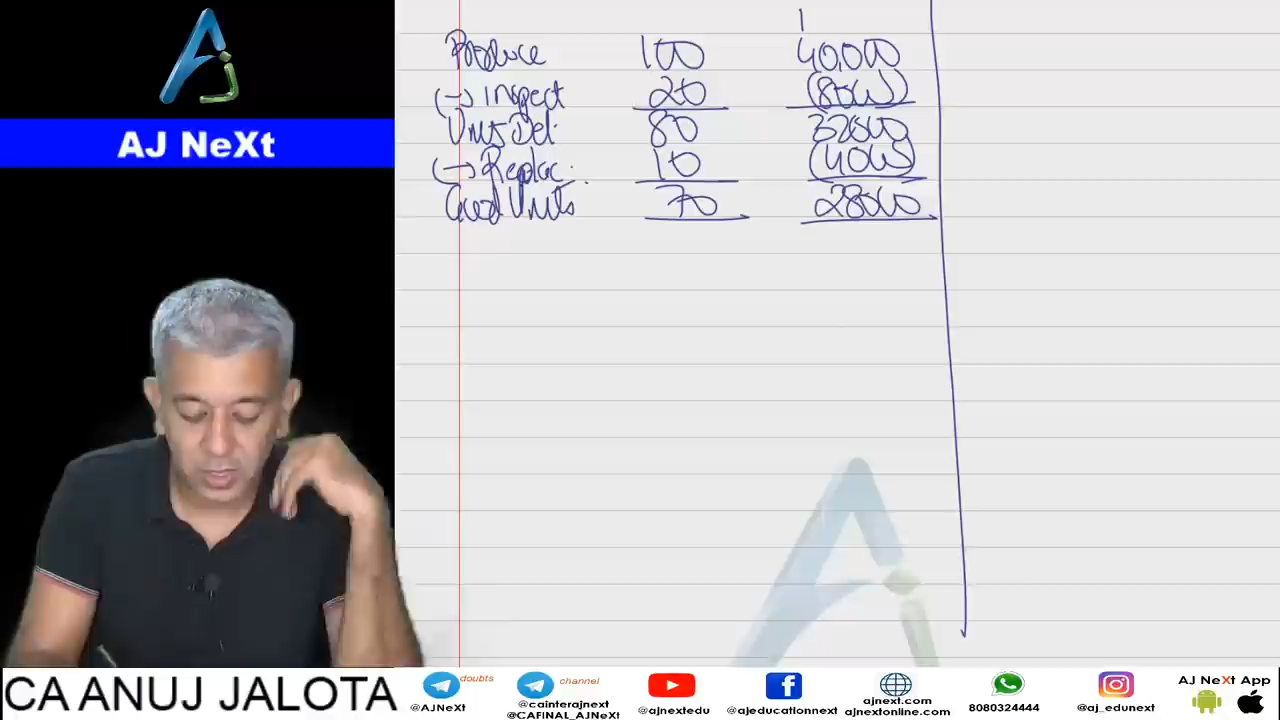 AJ NeXt
Produce 100 40,000
(-) Inspect 20 (8000)
Units Del. 80 32000
(-) Replac. 10 (4000)
Good Units 70 28000
CA ANUJ JALOTA
doubts
@AJNeXt
channel
@cainterajnext
@CAFINAL_AJNeXt
@ajnextedu
@ajeducationnext
ajnext.com
ajnextonline.com
8080324444
@aj_edunext
AJ NeXt App